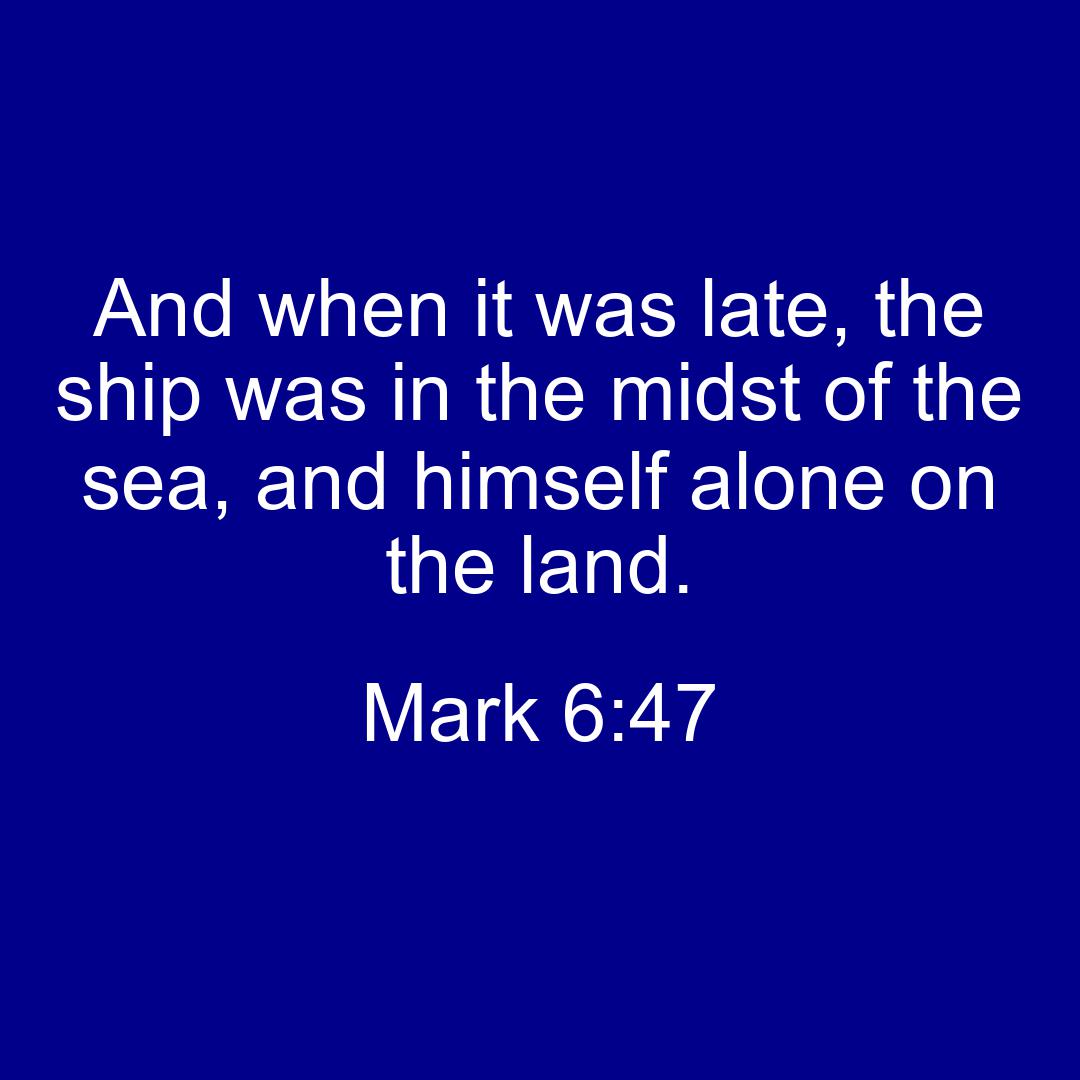 And when it was late, the
ship was in the midst of the
sea, and himself alone on
the land.
Mark 6:47